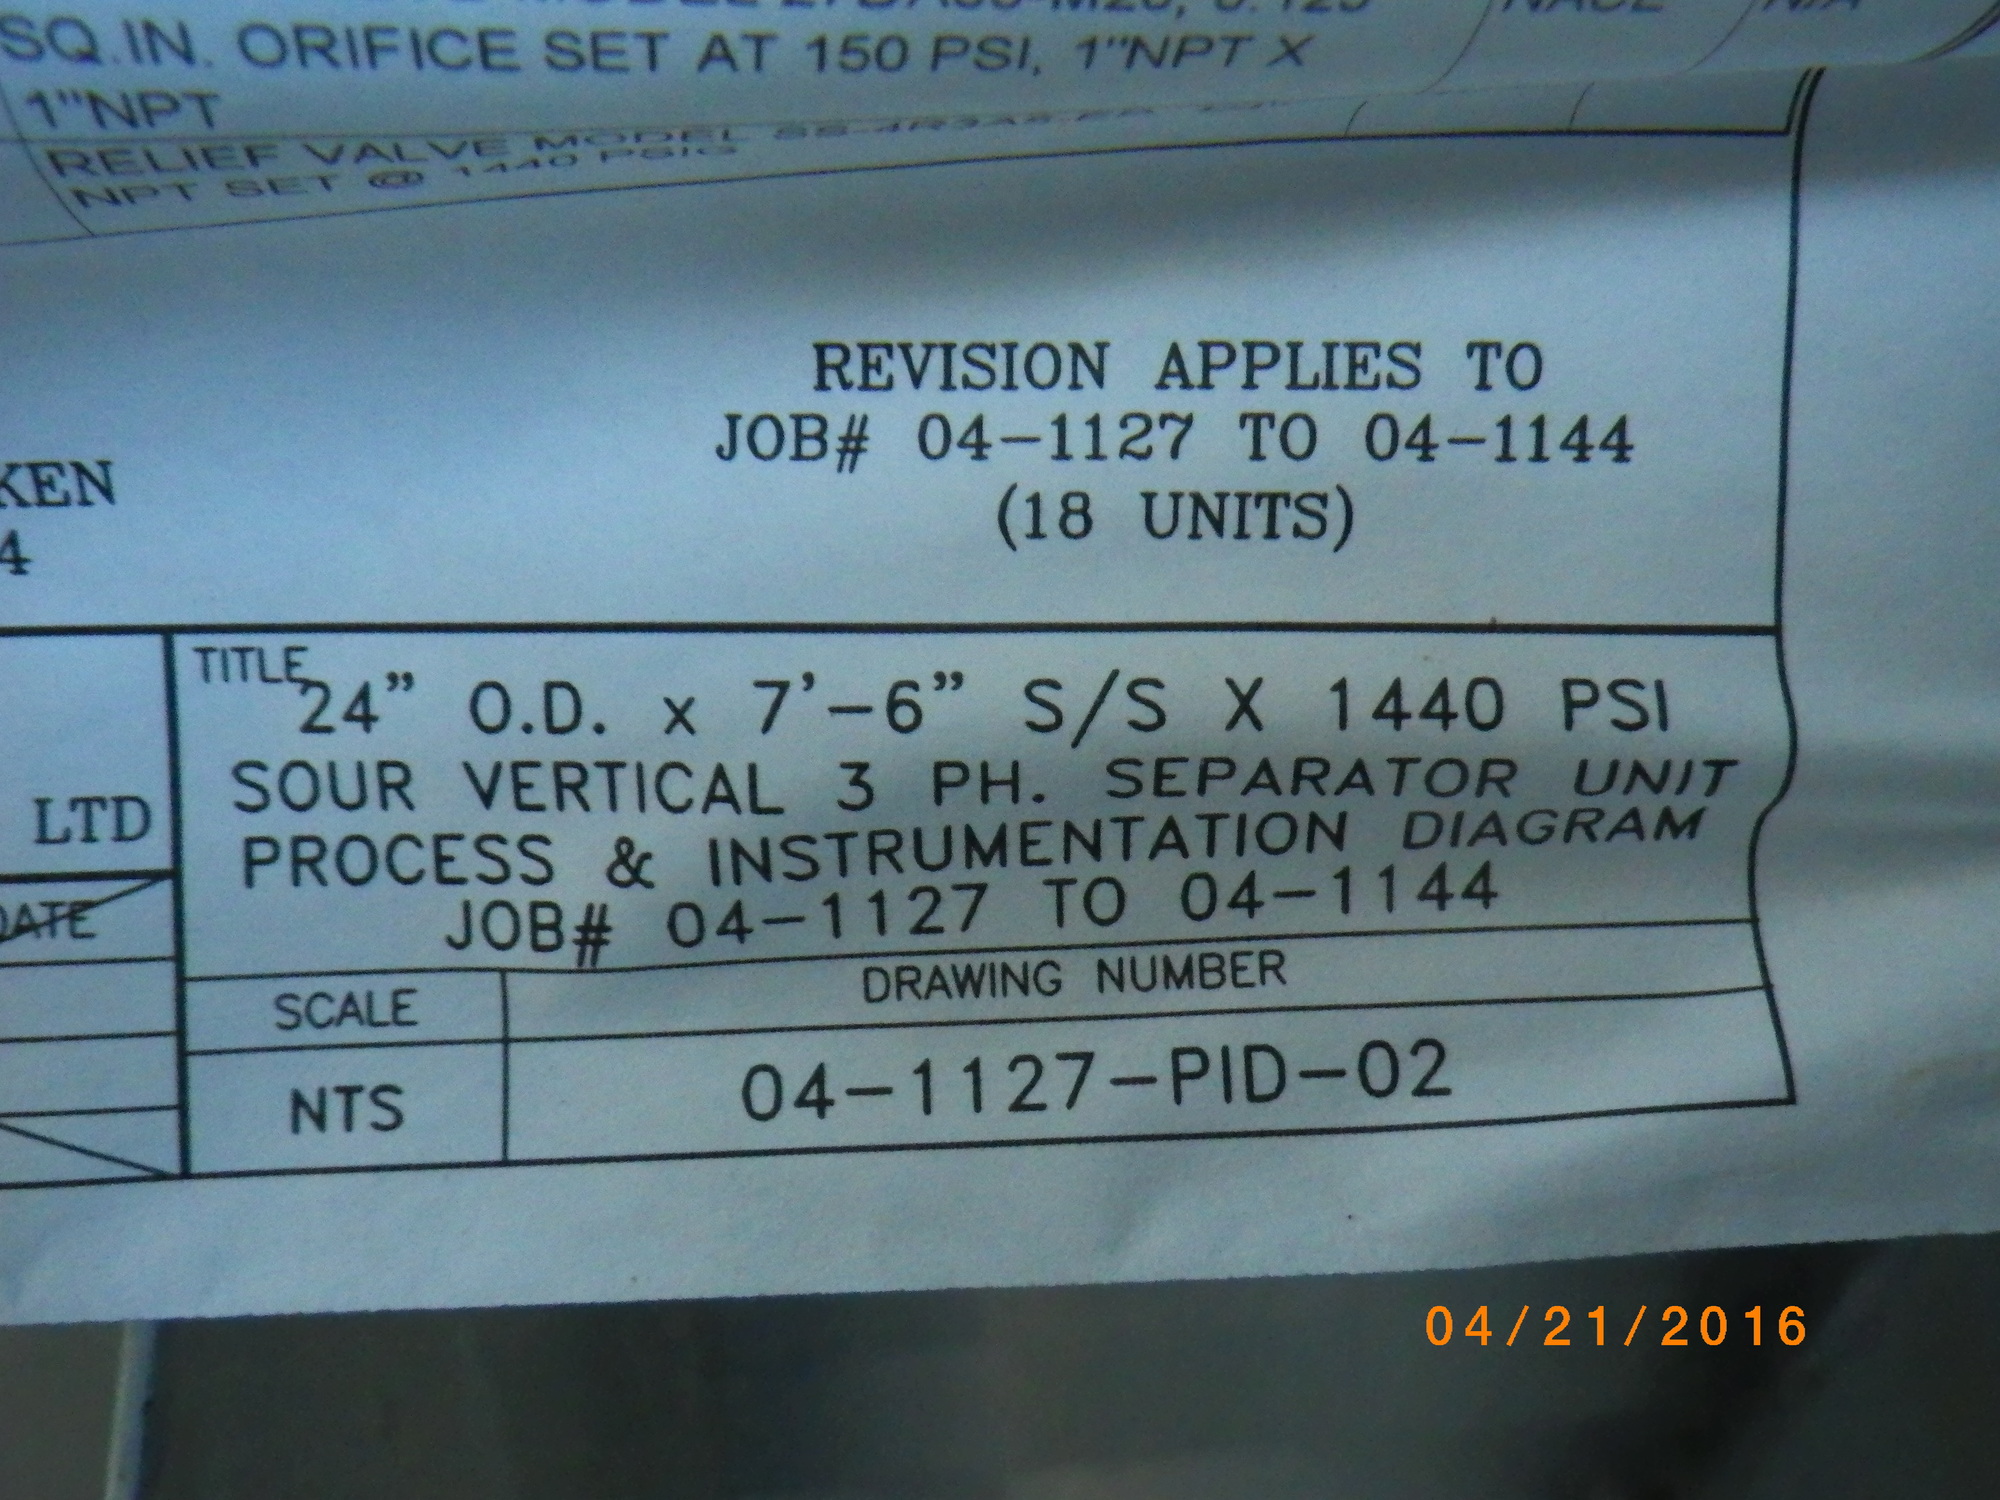 SQ.IN. ORIFICE SET AT 150 PSI, 1"NPT X
1"NPT
NACE
N/A
RELIEF VALVE MODEL
NPT SET @ 1440 PSIG
REVISION APPLIES TO
JOB# 04-1127 TO 04-1144
(18 UNITS)
KEN
4
LTD
DATE
TITLE
24" O.D. x 7'-6" S/S X 1440 PSI
SOUR VERTICAL 3 PH. SEPARATOR UNIT
PROCESS & INSTRUMENTATION DIAGRAM
JOB# 04-1127 TO 04-1144
SCALE
DRAWING NUMBER
NTS
04-1127-PID-02
04/21/2016